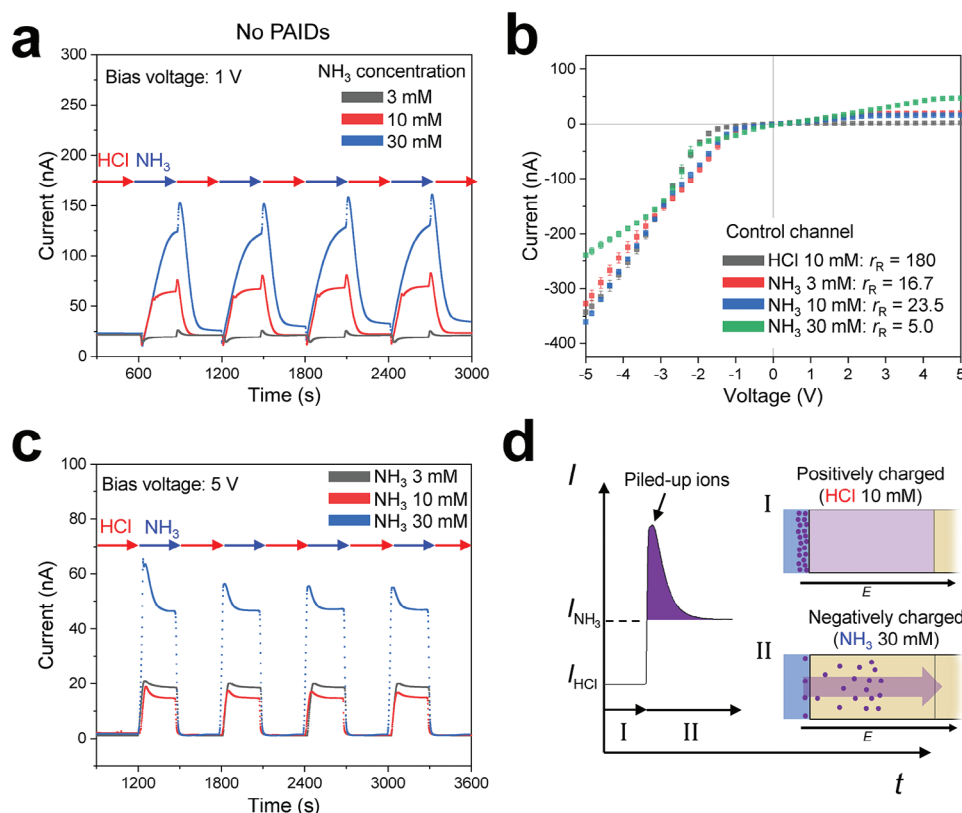 a
No PAIDs
Bias voltage: 1 V
NH₃ concentration
3 mM
10 mM
30 mM
HCl NH₃
300
250
200
150
100
50
0
Current (nA)
600 1200 1800 2400 3000
Time (s)
b
0
-100
-200
-300
-400
Current (nA)
Control channel
HCl 10 mM: rR = 180
NH₃ 3 mM: rR = 16.7
NH₃ 10 mM: rR = 23.5
NH₃ 30 mM: rR = 5.0
-5 -4 -3 -2 -1 0 1 2 3 4 5
Voltage (V)
c
Bias voltage: 5 V
NH₃ 3 mM
NH₃ 10 mM
NH₃ 30 mM
HCl NH₃
100
80
60
40
20
0
Current (nA)
1200 1800 2400 3000 3600
Time (s)
d
I
Piled-up ions
INH₃
IHCl
I II
t
I
Positively charged
(HCl 10 mM)
E
II
Negatively charged
(NH₃ 30 mM)
E